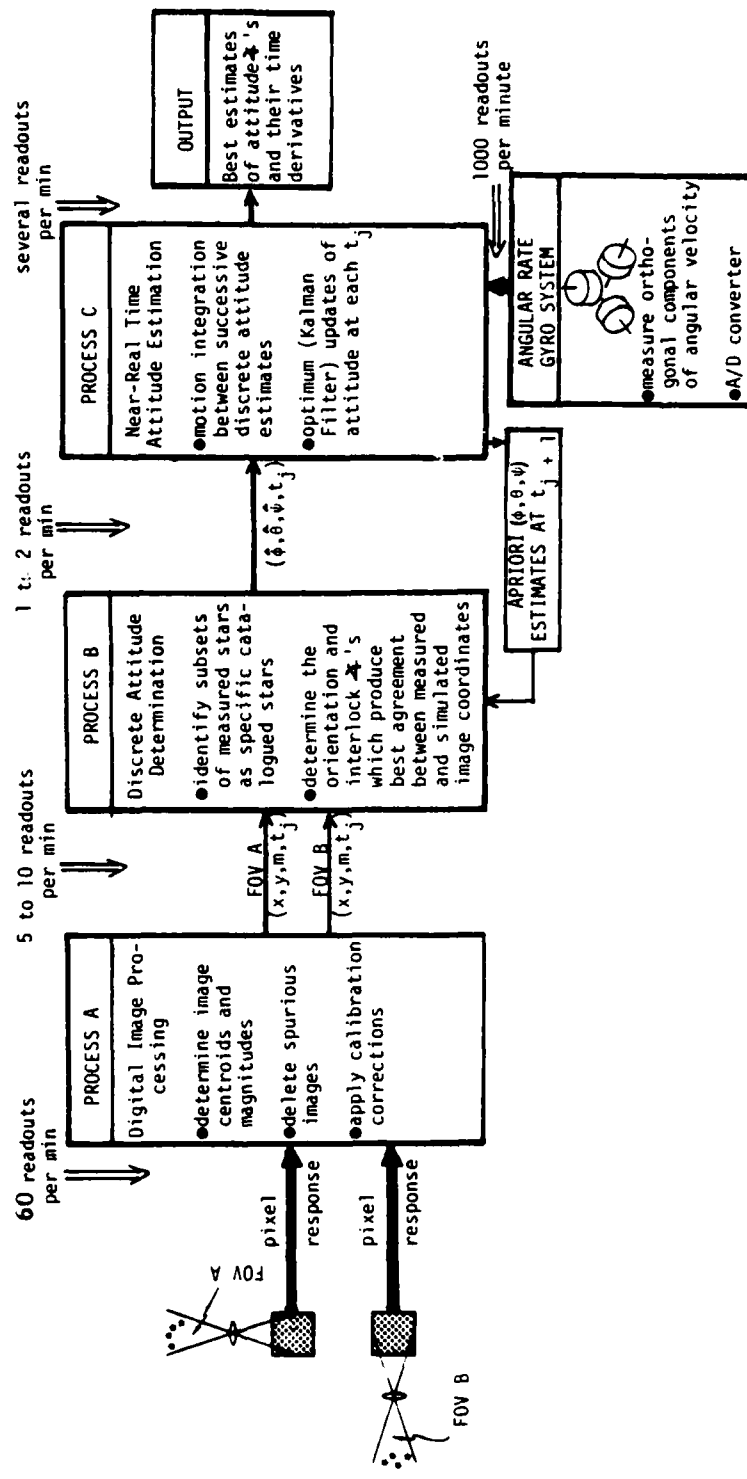 60 readouts
per min
5 to 10 readouts
per min
1 to 2 readouts
per min
several readouts
per min
FOV A
FOV B
pixel
response
pixel
response
PROCESS A
Digital Image Pro-
cessing
●determine image
centroids and
magnitudes
●delete spurious
images
●apply calibration
corrections
FOV A
(x,y,m,t_j)
FOV B
(x,y,m,t_j)
PROCESS B
Discrete Attitude
Determination
●identify subsets
of measured stars
as specific cata-
logued stars
●determine the
orientation and
interlock ∡'s
which produce
best agreement
between measured
and simulated
image coordinates
(φ̂,θ̂,ψ̂,t_j)
APRIORI (φ,θ,ψ)
ESTIMATES AT t_j + 1
PROCESS C
Near-Real Time
Attitude Estimation
●motion integration
between successive
discrete attitude
estimates
●optimum (Kalman
Filter) updates of
attitude at each t_j
OUTPUT
Best estimates
of attitude ∡'s
and their time
derivatives
1000 readouts
per minute
ANGULAR RATE
GYRO SYSTEM
●measure ortho-
gonal components
of angular velocity
●A/D converter